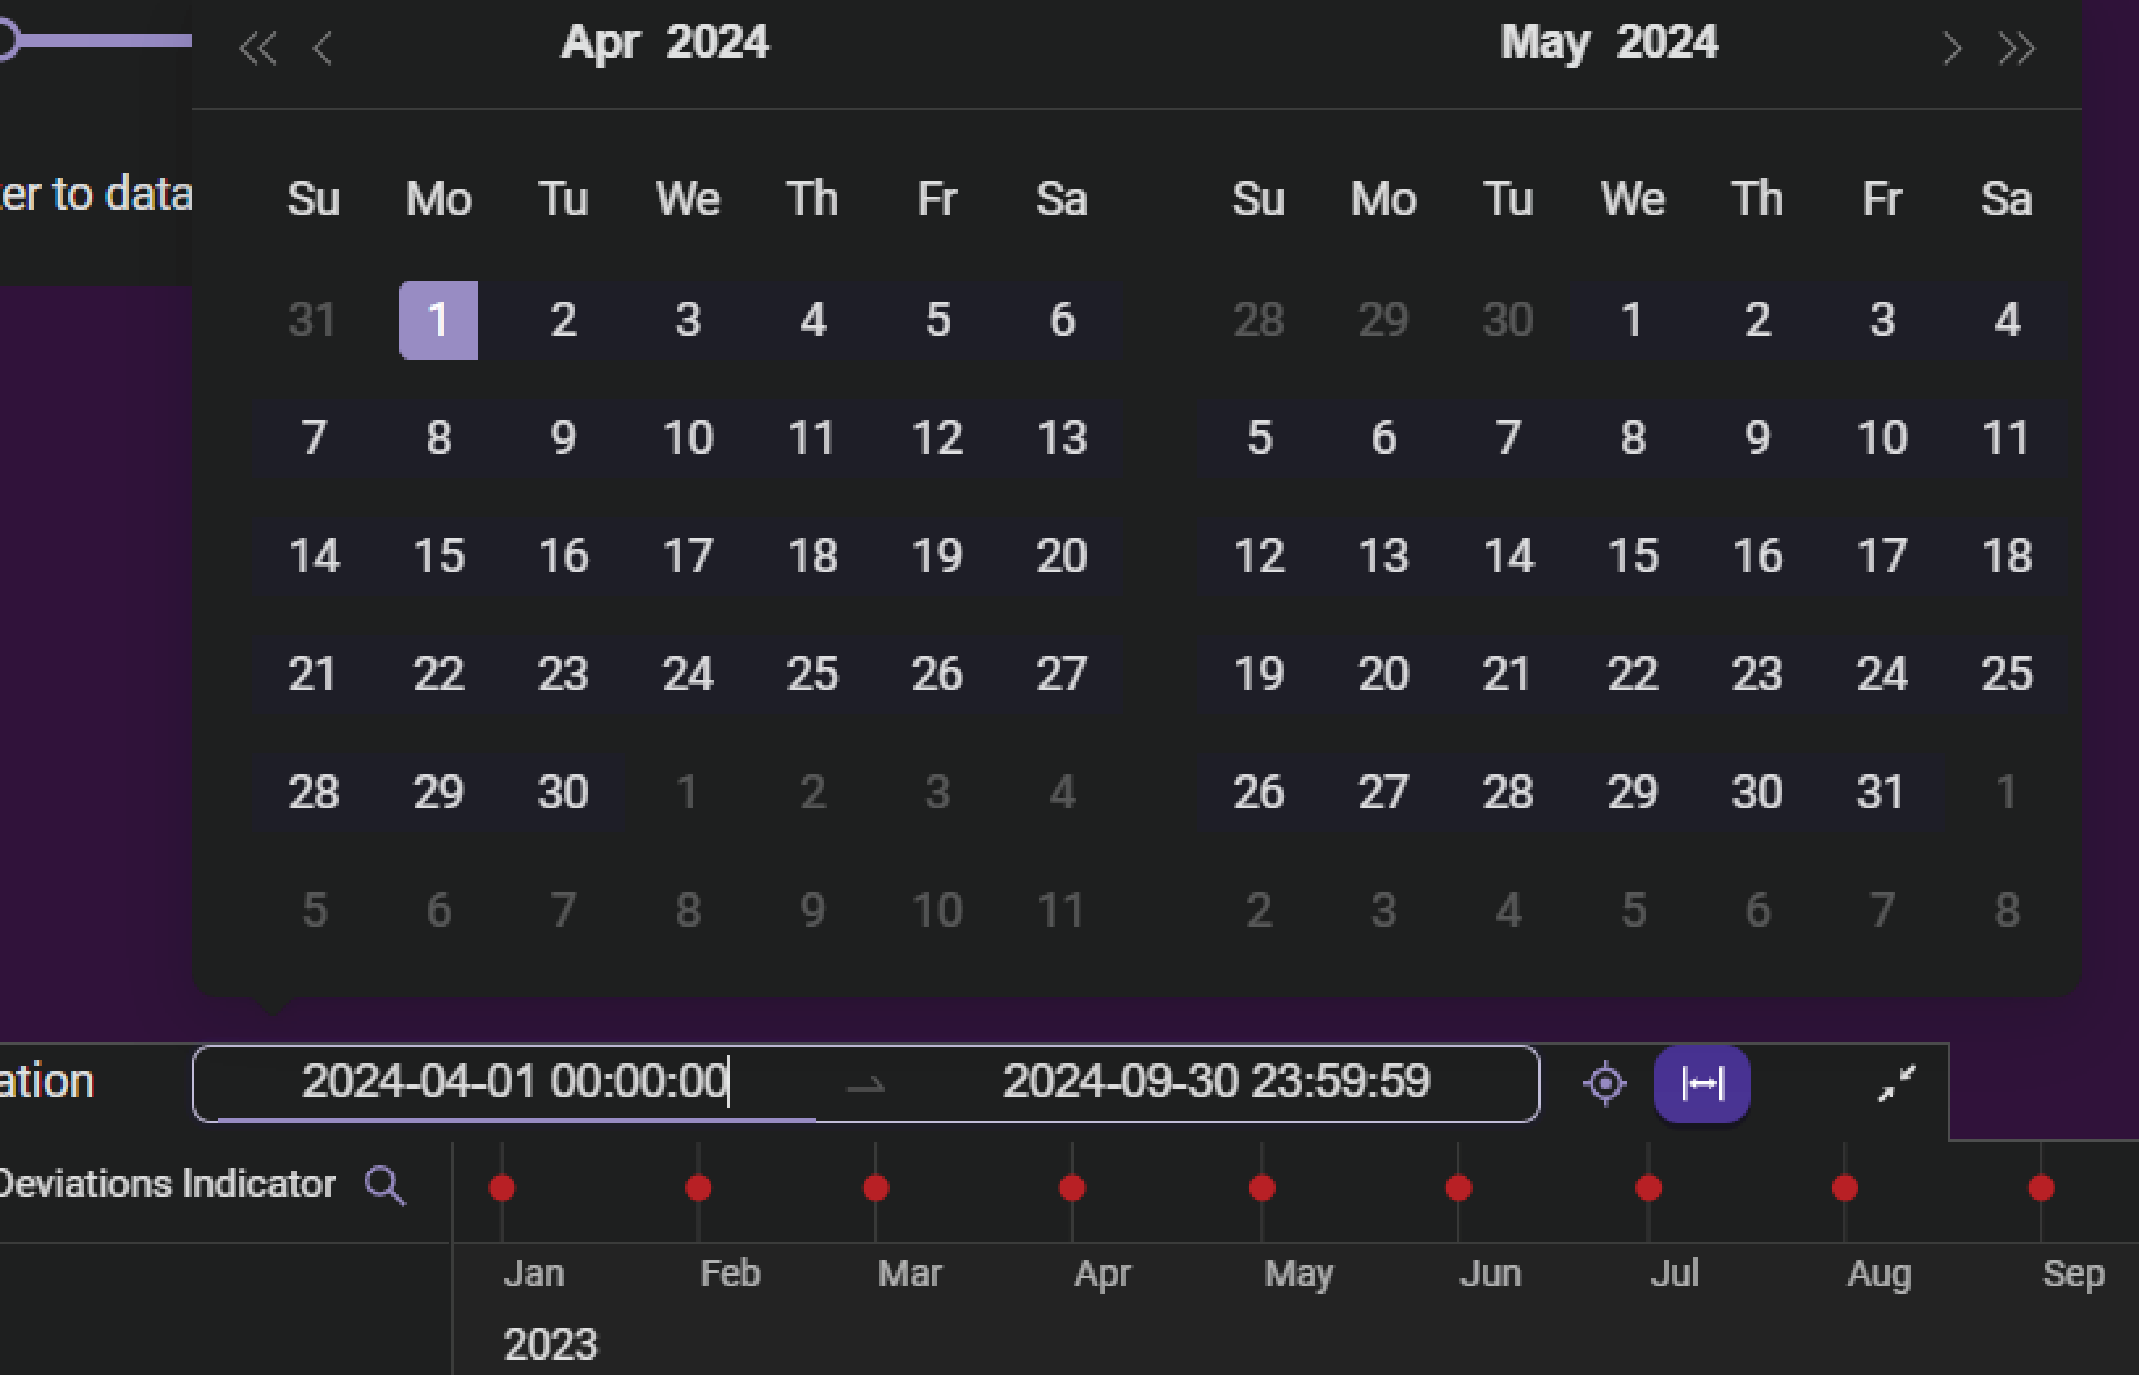 Apr 2024 May 2024
er to data
Su Mo Tu We Th Fr Sa Su Mo Tu We Th Fr Sa
31 1 2 3 4 5 6 28 29 30 1 2 3 4
7 8 9 10 11 12 13 5 6 7 8 9 10 11
14 15 16 17 18 19 20 12 13 14 15 16 17 18
21 22 23 24 25 26 27 19 20 21 22 23 24 25
28 29 30 1 2 3 4 26 27 28 29 30 31 1
5 6 7 8 9 10 11 2 3 4 5 6 7 8
ation 2024-04-01 00:00:00 2024-09-30 23:59:59
Deviations Indicator
Jan Feb Mar Apr May Jun Jul Aug Sep
2023